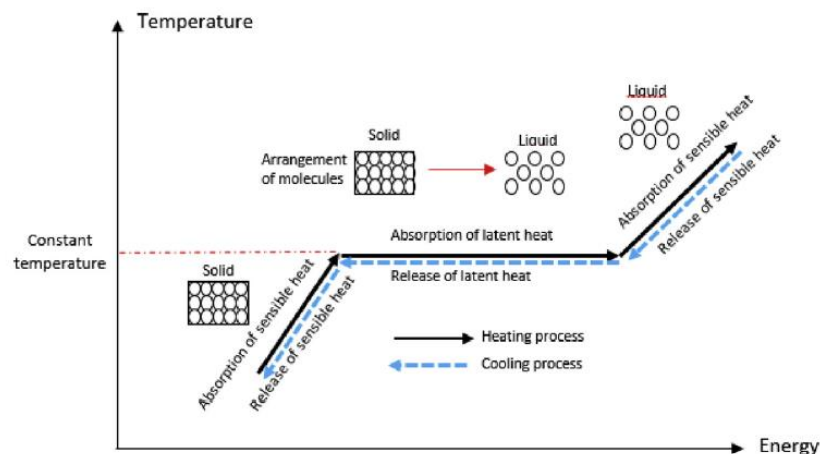 Temperature
Liquid
Solid
Liquid
Arrangement
of molecules
Absorption of sensible heat
Release of sensible heat
Constant
temperature
Absorption of latent heat
Release of latent heat
Solid
Absorption of sensible heat
Release of sensible heat
Heating process
Cooling process
Energy